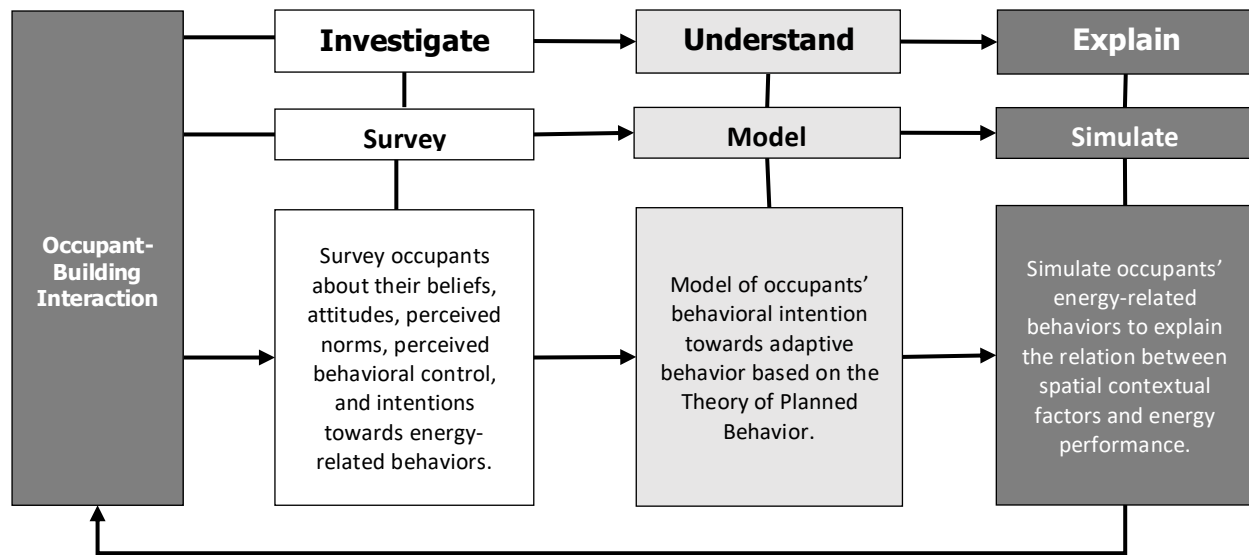 Investigate
Understand
Explain
Survey
Model
Simulate
Occupant-
Building
Interaction
Survey occupants
about their beliefs,
attitudes, perceived
norms, perceived
behavioral control,
and intentions
towards energy-
related behaviors.
Model of occupants’
behavioral intention
towards adaptive
behavior based on the
Theory of Planned
Behavior.
Simulate occupants’
energy-related
behaviors to explain
the relation between
spatial contextual
factors and energy
performance.